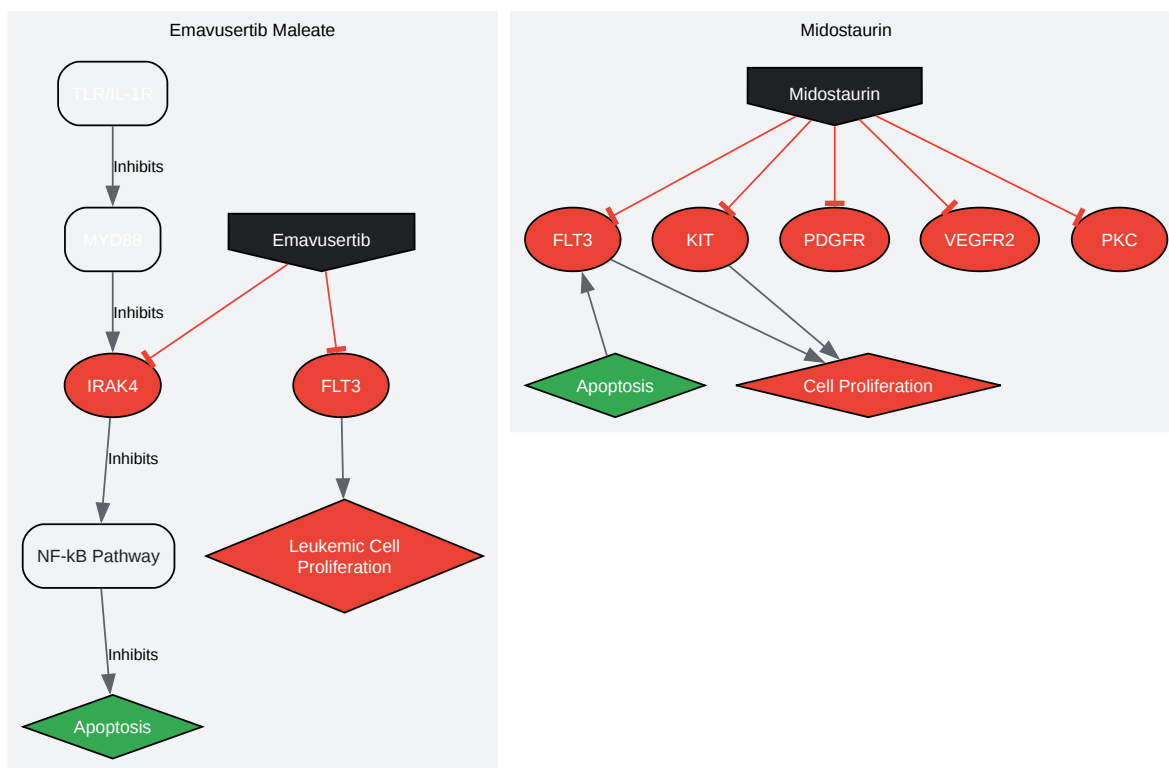 Emavusertib Maleate
TLR/IL-1R
Inhibits
MYD88
Emavusertib
Inhibits
IRAK4
FLT3
Inhibits
NF-kB Pathway
Leukemic Cell
Proliferation
Inhibits
Apoptosis
Midostaurin
Midostaurin
FLT3
KIT
PDGFR
VEGFR2
PKC
Apoptosis
Cell Proliferation